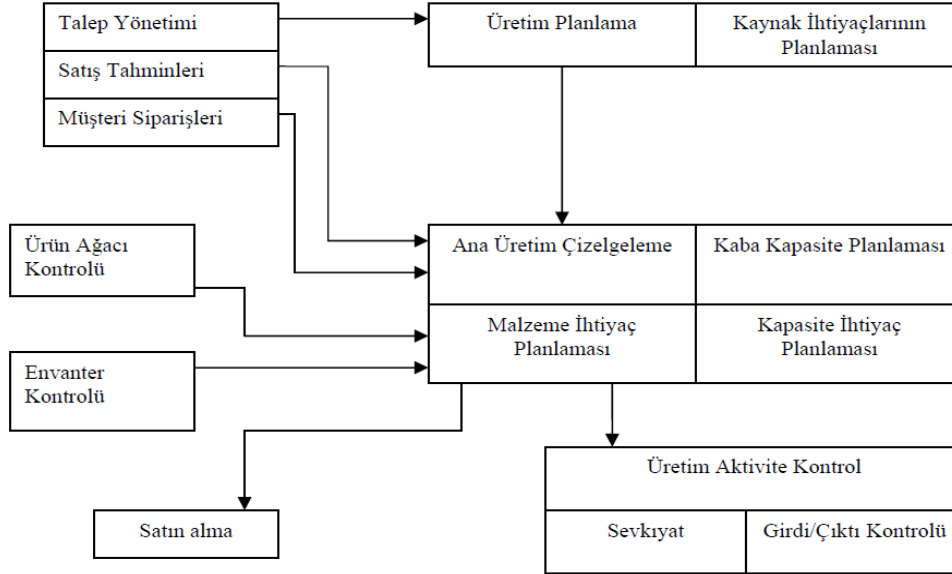 Talep Yönetimi
Satış Tahminleri
Müşteri Siparişleri
Üretim Planlama
Kaynak İhtiyaçlarının
Planlaması
Ürün Ağacı
Kontrolü
Ana Üretim Çizelgeleme
Kaba Kapasite Planlaması
Malzeme İhtiyaç
Planlaması
Kapasite İhtiyaç
Planlaması
Envanter
Kontrolü
Üretim Aktivite Kontrol
Satın alma
Sevkıyat
Girdi/Çıktı Kontrolü